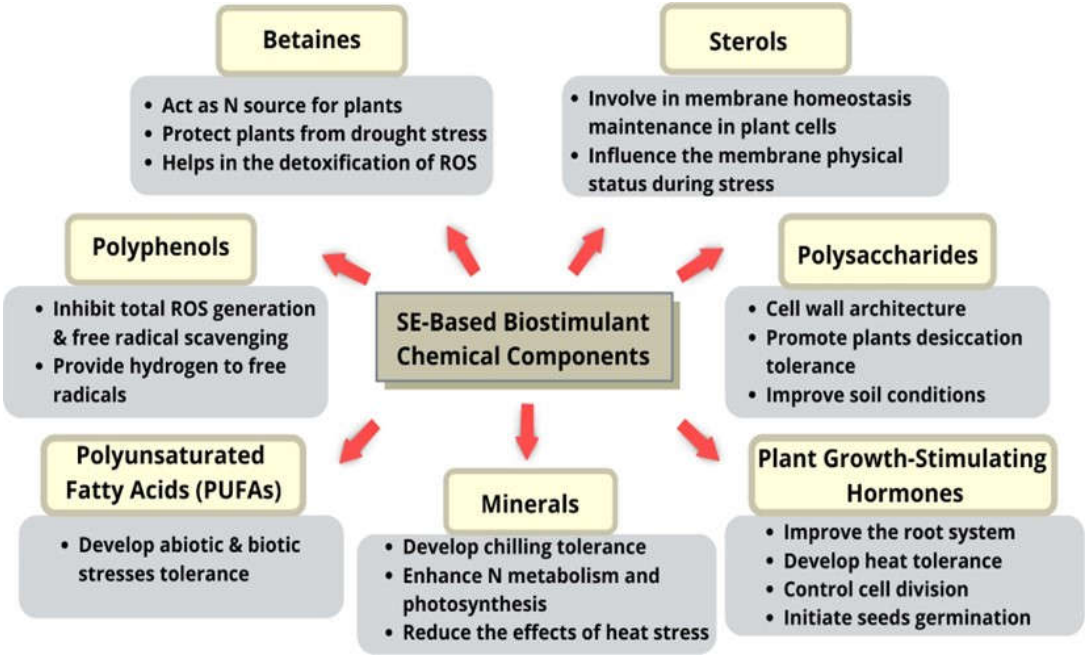 Betaines
• Act as N source for plants
• Protect plants from drought stress
• Helps in the detoxification of ROS
Sterols
• Involve in membrane homeostasis
maintenance in plant cells
• Influence the membrane physical
status during stress
Polyphenols
• Inhibit total ROS generation
& free radical scavenging
• Provide hydrogen to free
radicals
SE-Based Biostimulant
Chemical Components
Polysaccharides
• Cell wall architecture
• Promote plants desiccation
tolerance
• Improve soil conditions
Polyunsaturated
Fatty Acids (PUFAs)
• Develop abiotic & biotic
stresses tolerance
Minerals
• Develop chilling tolerance
• Enhance N metabolism and
photosynthesis
• Reduce the effects of heat stress
Plant Growth-Stimulating
Hormones
• Improve the root system
• Develop heat tolerance
• Control cell division
• Initiate seeds germination